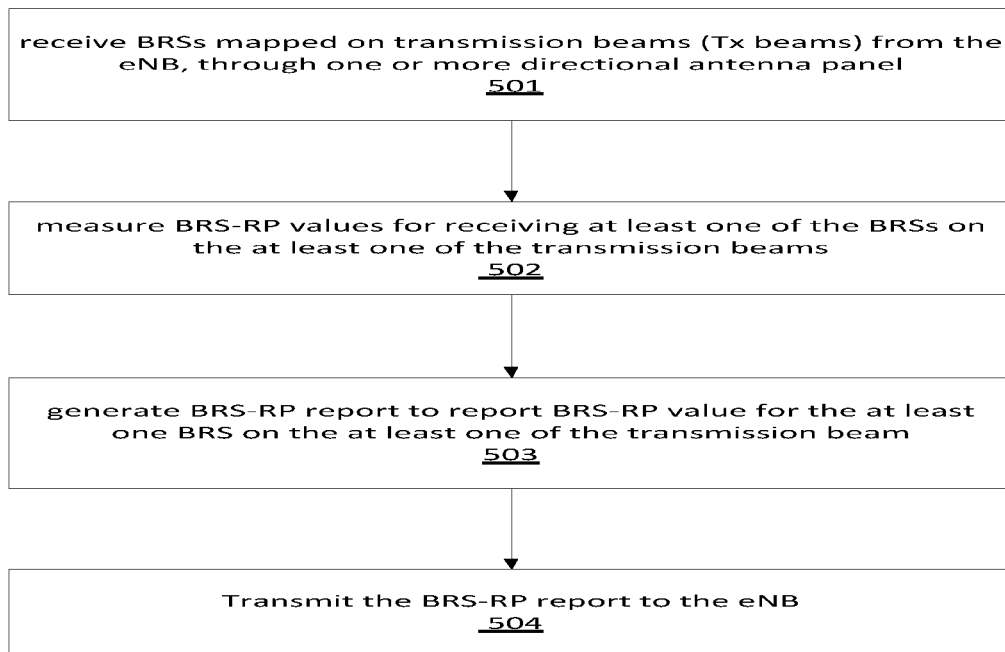 receive BRSs mapped on transmission beams (Tx beams) from the
eNB, through one or more directional antenna panel
501
measure BRS-RP values for receiving at least one of the BRSs on
the at least one of the transmission beams
502
generate BRS-RP report to report BRS-RP value for the at least
one BRS on the at least one of the transmission beam
503
Transmit the BRS-RP report to the eNB
504